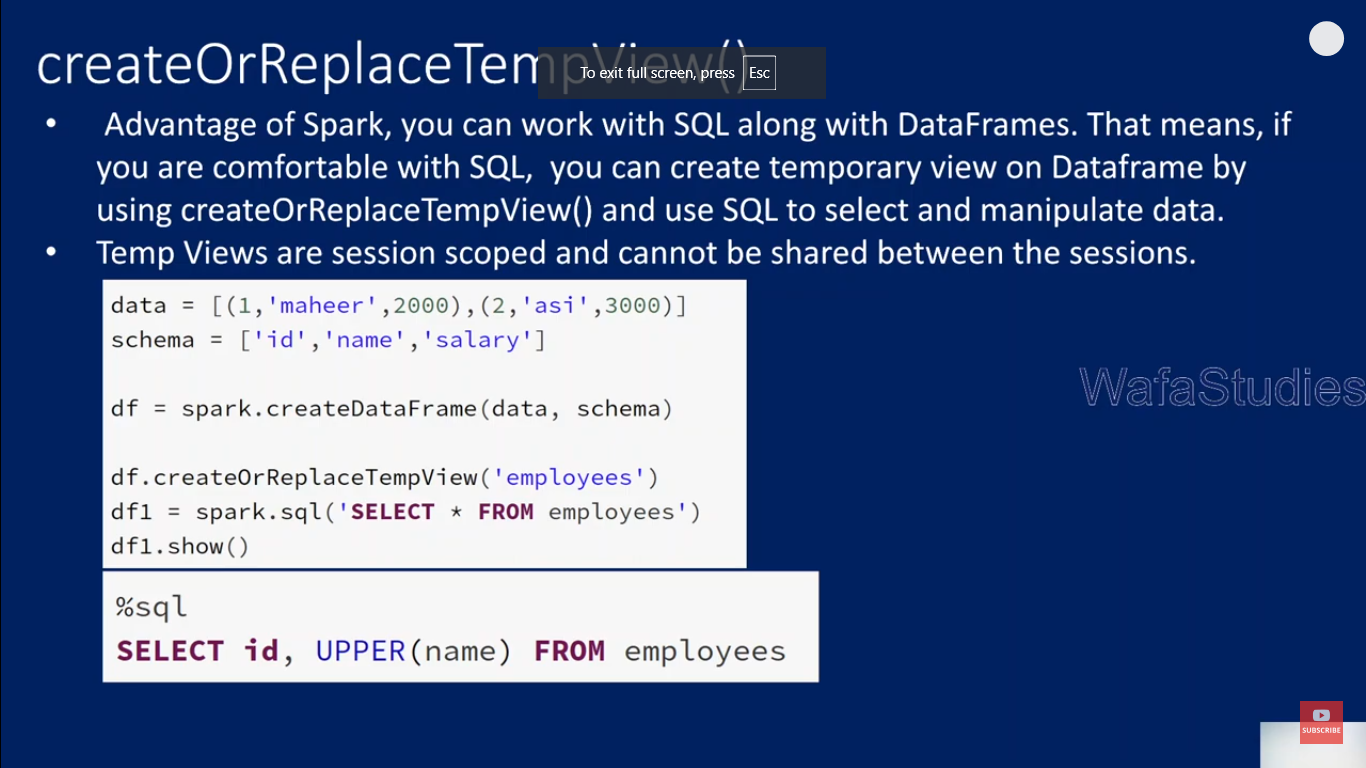 createOrReplaceTempView()
To exit full screen, press Esc
• Advantage of Spark, you can work with SQL along with DataFrames. That means, if
you are comfortable with SQL, you can create temporary view on Dataframe by
using createOrReplaceTempView() and use SQL to select and manipulate data.
• Temp Views are session scoped and cannot be shared between the sessions.
data = [(1,'maheer',2000),(2,'asi',3000)]
schema = ['id','name','salary']
df = spark.createDataFrame(data, schema)
df.createOrReplaceTempView('employees')
df1 = spark.sql('SELECT * FROM employees')
df1.show()
%sql
SELECT id, UPPER(name) FROM employees
WafaStudies
SUBSCRIBE